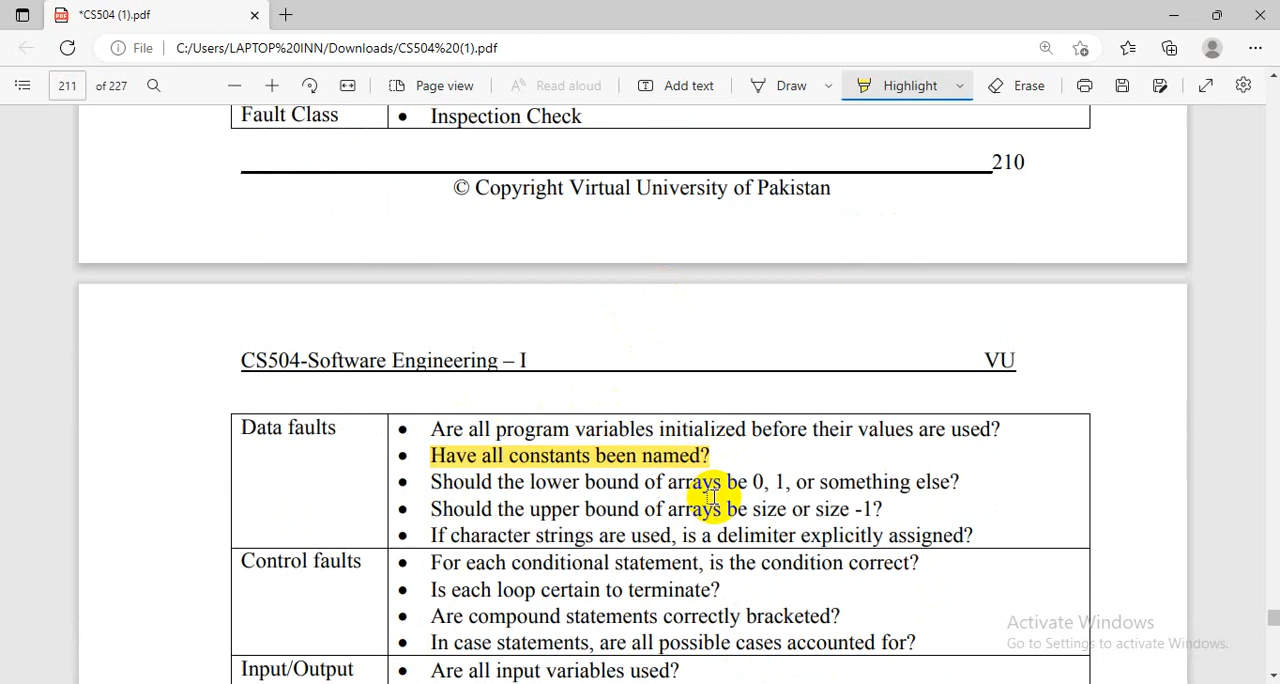 *CS504 (1).pdf
File C:/Users/LAPTOP%20INN/Downloads/CS504%20(1).pdf
211 of 227 Page view Read aloud Add text Draw Highlight Erase
Fault Class • Inspection Check
210
© Copyright Virtual University of Pakistan
CS504-Software Engineering – I VU
Data faults • Are all program variables initialized before their values are used?
• Have all constants been named?
• Should the lower bound of arrays be 0, 1, or something else?
• Should the upper bound of arrays be size or size -1?
• If character strings are used, is a delimiter explicitly assigned?
Control faults • For each conditional statement, is the condition correct?
• Is each loop certain to terminate?
• Are compound statements correctly bracketed?
• In case statements, are all possible cases accounted for?
Input/Output • Are all input variables used?
Activate Windows
Go to Settings to activate Windows.